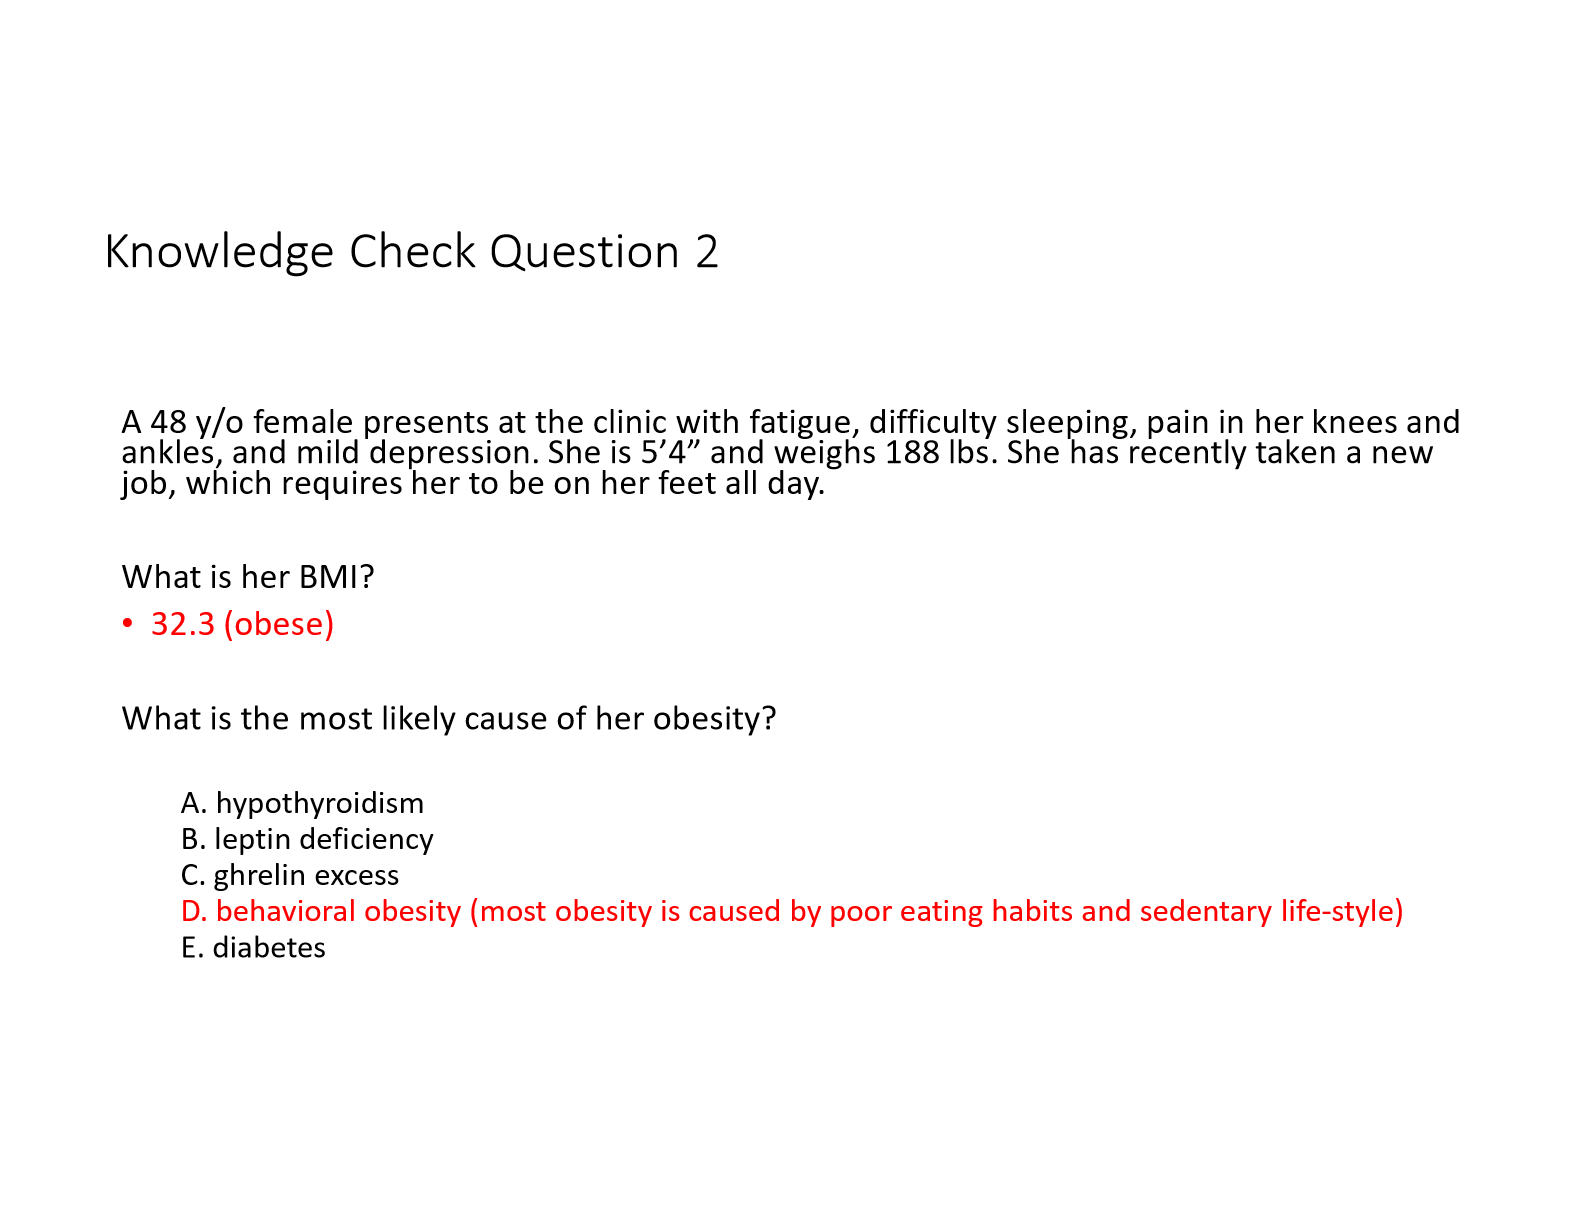 Knowledge Check Question 2
A 48 y/o female presents at the clinic with fatigue, difficulty sleeping, pain in her knees and
ankles, and mild depression. She is 5’4” and weighs 188 lbs. She has recently taken a new
job, which requires her to be on her feet all day.
What is her BMI?
• 32.3 (obese)
What is the most likely cause of her obesity?
A. hypothyroidism
B. leptin deficiency
C. ghrelin excess
D. behavioral obesity (most obesity is caused by poor eating habits and sedentary life-style)
E. diabetes